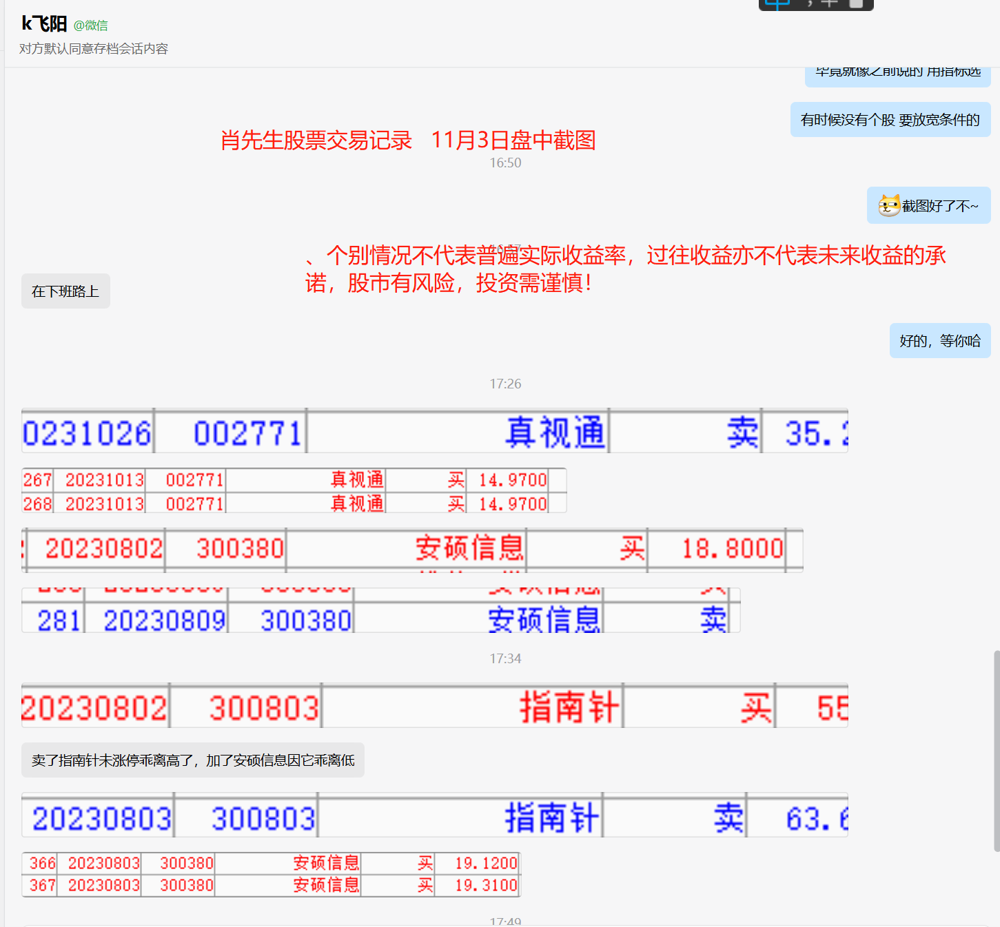 k飞阳 @微信
对方默认同意存档会话内容
毕竟就像之前说的 用指标选
有时候没有个股 要放宽条件的
肖先生股票交易记录 11月3日盘中截图
16:50
截图好了不~
16:57
、个别情况不代表普遍实际收益率，过往收益亦不代表未来收益的承
诺，股市有风险，投资需谨慎！
在下班路上
好的，等你哈
17:26
0231026 002771 真视通 卖 35.2
267 20231013 002771 真视通 买 14.9700
268 20231013 002771 真视通 买 14.9700
20230802 300380 安硕信息 买 18.8000
安硕信息 买
281 20230809 300380 安硕信息 卖
17:34
20230802 300803 指南针 买 55
卖了指南针未涨停乖离高了，加了安硕信息因它乖离低
20230803 300803 指南针 卖 63.6
366 20230803 300380 安硕信息 买 19.1200
367 20230803 300380 安硕信息 买 19.3100
17:49